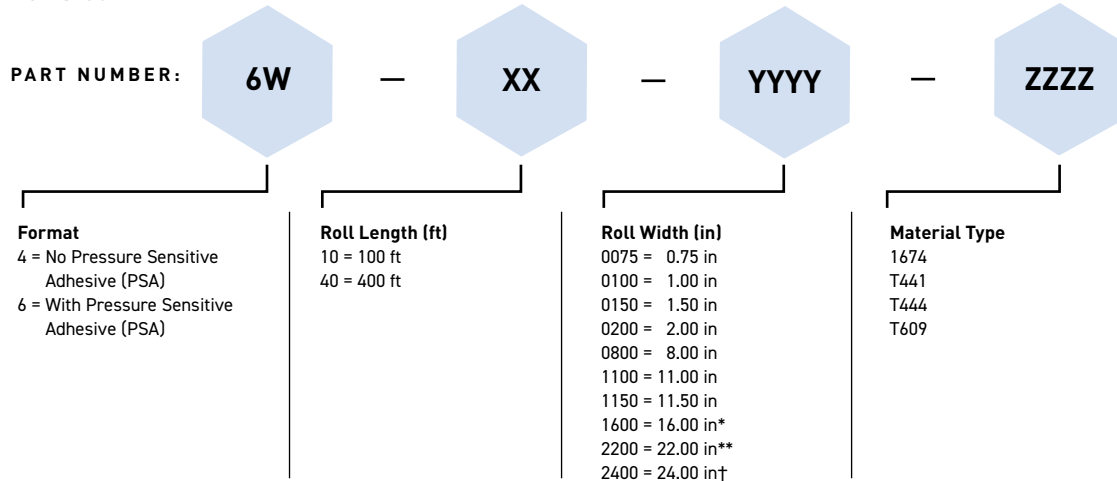 PART NUMBER:
6W
—
XX
—
YYYY
—
ZZZZ
Format
4 = No Pressure Sensitive
Adhesive (PSA)
6 = With Pressure Sensitive
Adhesive (PSA)
Roll Length (ft)
10 = 100 ft
40 = 400 ft
Roll Width (in)
0075 = 0.75 in
0100 = 1.00 in
0150 = 1.50 in
0200 = 2.00 in
0800 = 8.00 in
1100 = 11.00 in
1150 = 11.50 in
1600 = 16.00 in*
2200 = 22.00 in**
2400 = 24.00 in†
Material Type
1674
T441
T444
T609